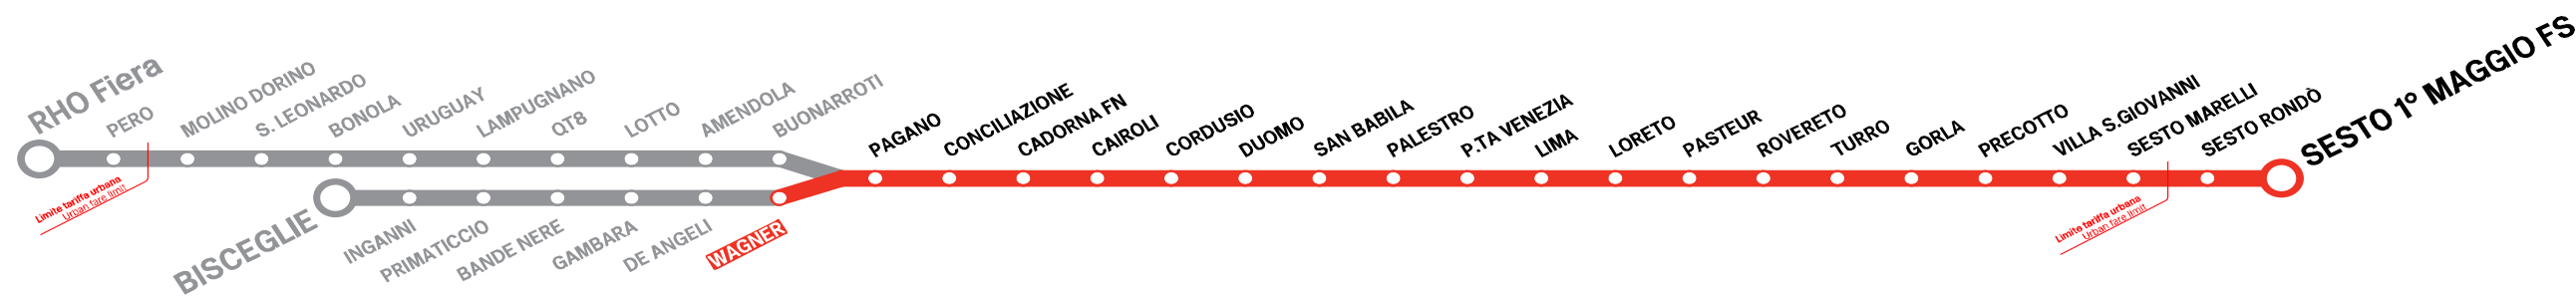 RHO Fiera
PERO
MOLINO DORINO
S. LEONARDO
BONOLA
URUGUAY
LAMPUGNANO
QT8
LOTTO
AMENDOLA
BUONARROTI
PAGANO
CONCILIAZIONE
CADORNA FN
CAIROLI
CORDUSIO
DUOMO
SAN BABILA
PALESTRO
P.TA VENEZIA
LIMA
LORETO
PASTEUR
ROVERETO
TURRO
GORLA
PRECOTTO
VILLA S.GIOVANNI
SESTO MARELLI
SESTO RONDÒ
SESTO 1° MAGGIO FS
Limite tariffa urbana
Urban fare limit
BISCEGLIE
INGANNI
PRIMATICCIO
BANDE NERE
GAMBARA
DE ANGELI
WAGNER
Limite tariffa urbana
Urban fare limit